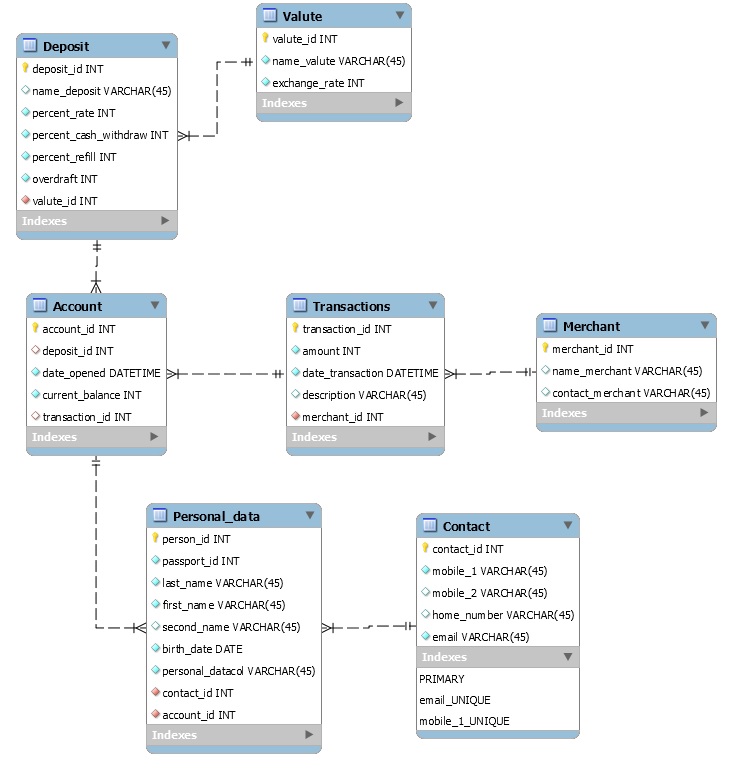 Valute
valute_id INT
name_valute VARCHAR(45)
exchange_rate INT
Indexes
Deposit
deposit_id INT
name_deposit VARCHAR(45)
percent_rate INT
percent_cash_withdraw INT
percent_refill INT
overdraft INT
valute_id INT
Indexes
Account
account_id INT
deposit_id INT
date_opened DATETIME
current_balance INT
transaction_id INT
Indexes
Transactions
transaction_id INT
amount INT
date_transaction DATETIME
description VARCHAR(45)
merchant_id INT
Indexes
Merchant
merchant_id INT
name_merchant VARCHAR(45)
contact_merchant VARCHAR(45)
Indexes
Personal_data
person_id INT
passport_id INT
last_name VARCHAR(45)
first_name VARCHAR(45)
second_name VARCHAR(45)
birth_date DATE
personal_datacol VARCHAR(45)
contact_id INT
account_id INT
Indexes
Contact
contact_id INT
mobile_1 VARCHAR(45)
mobile_2 VARCHAR(45)
home_number VARCHAR(45)
email VARCHAR(45)
Indexes
PRIMARY
email_UNIQUE
mobile_1_UNIQUE